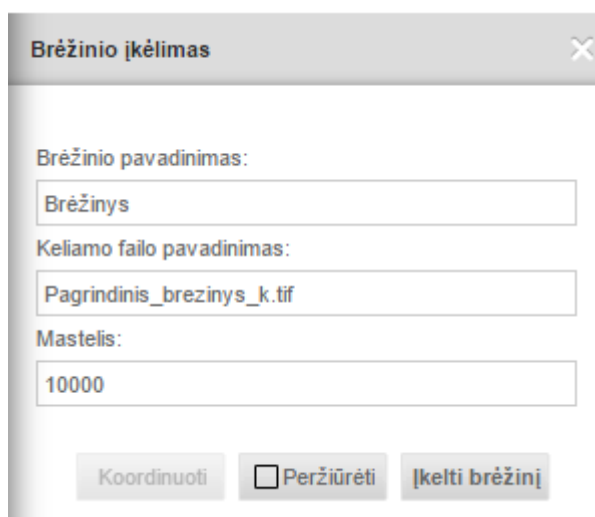 Brėžinio įkėlimas
Brėžinio pavadinimas:
Brėžinys
Keliamo failo pavadinimas:
Pagrindinis_brezinys_k.tif
Mastelis:
10000
Koordinuoti Peržiūrėti Įkelti brėžinį